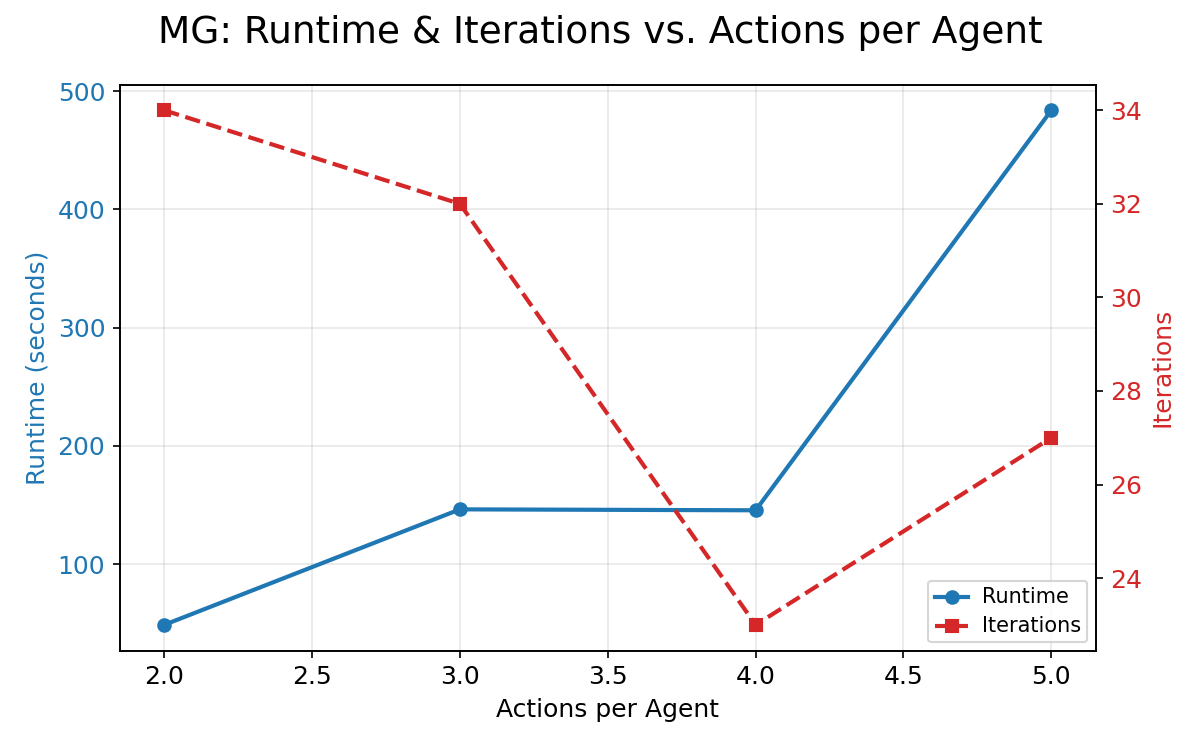 MG: Runtime & Iterations vs. Actions per Agent
Runtime (seconds)
500
400
300
200
100
34
32
30
28
26
24
Iterations
Runtime
Iterations
2.0 2.5 3.0 3.5 4.0 4.5 5.0
Actions per Agent